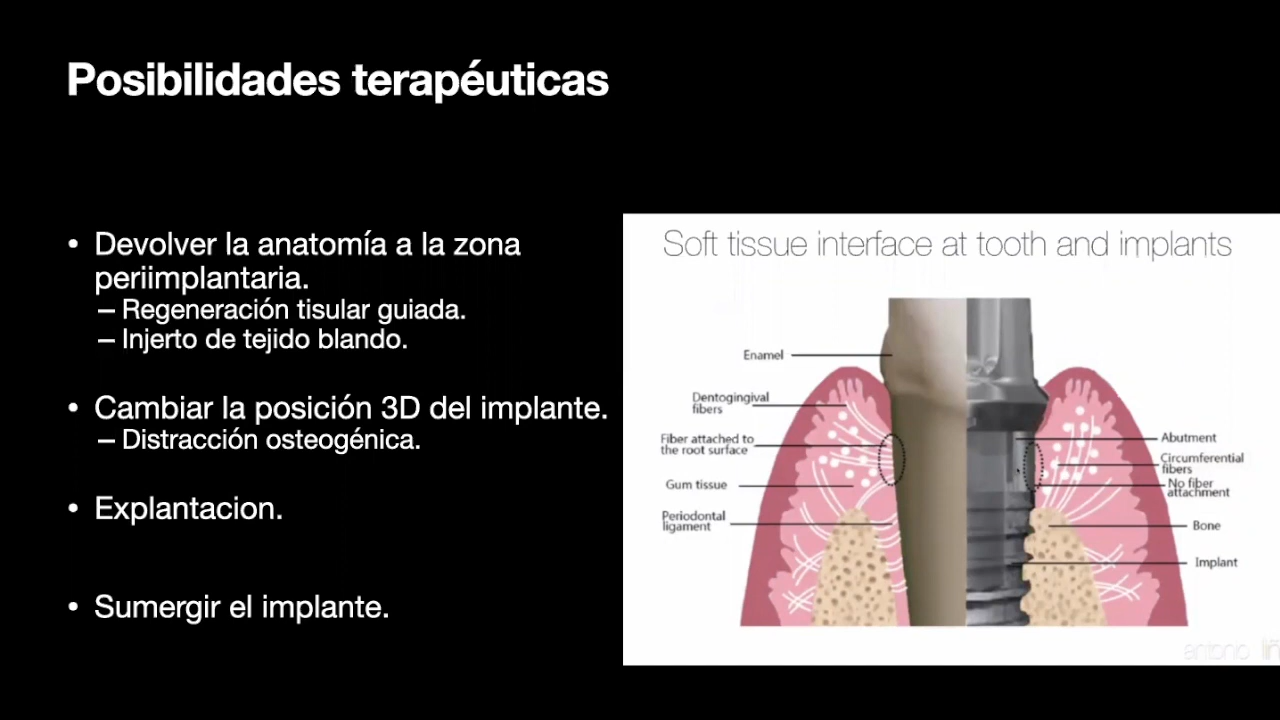 Posibilidades terapéuticas
• Devolver la anatomía a la zona
periimplantaria.
– Regeneración tisular guiada.
– Injerto de tejido blando.
• Cambiar la posición 3D del implante.
– Distracción osteogénica.
• Explantacion.
• Sumergir el implante.
Soft tissue interface at tooth and implants
Enamel
Dentogingival
fibers
Fiber attached to
the root surface
Gum tissue
Periodontal
ligament
Abutment
Circumferential
fibers
No fiber
attachment
Bone
Implant
antonio